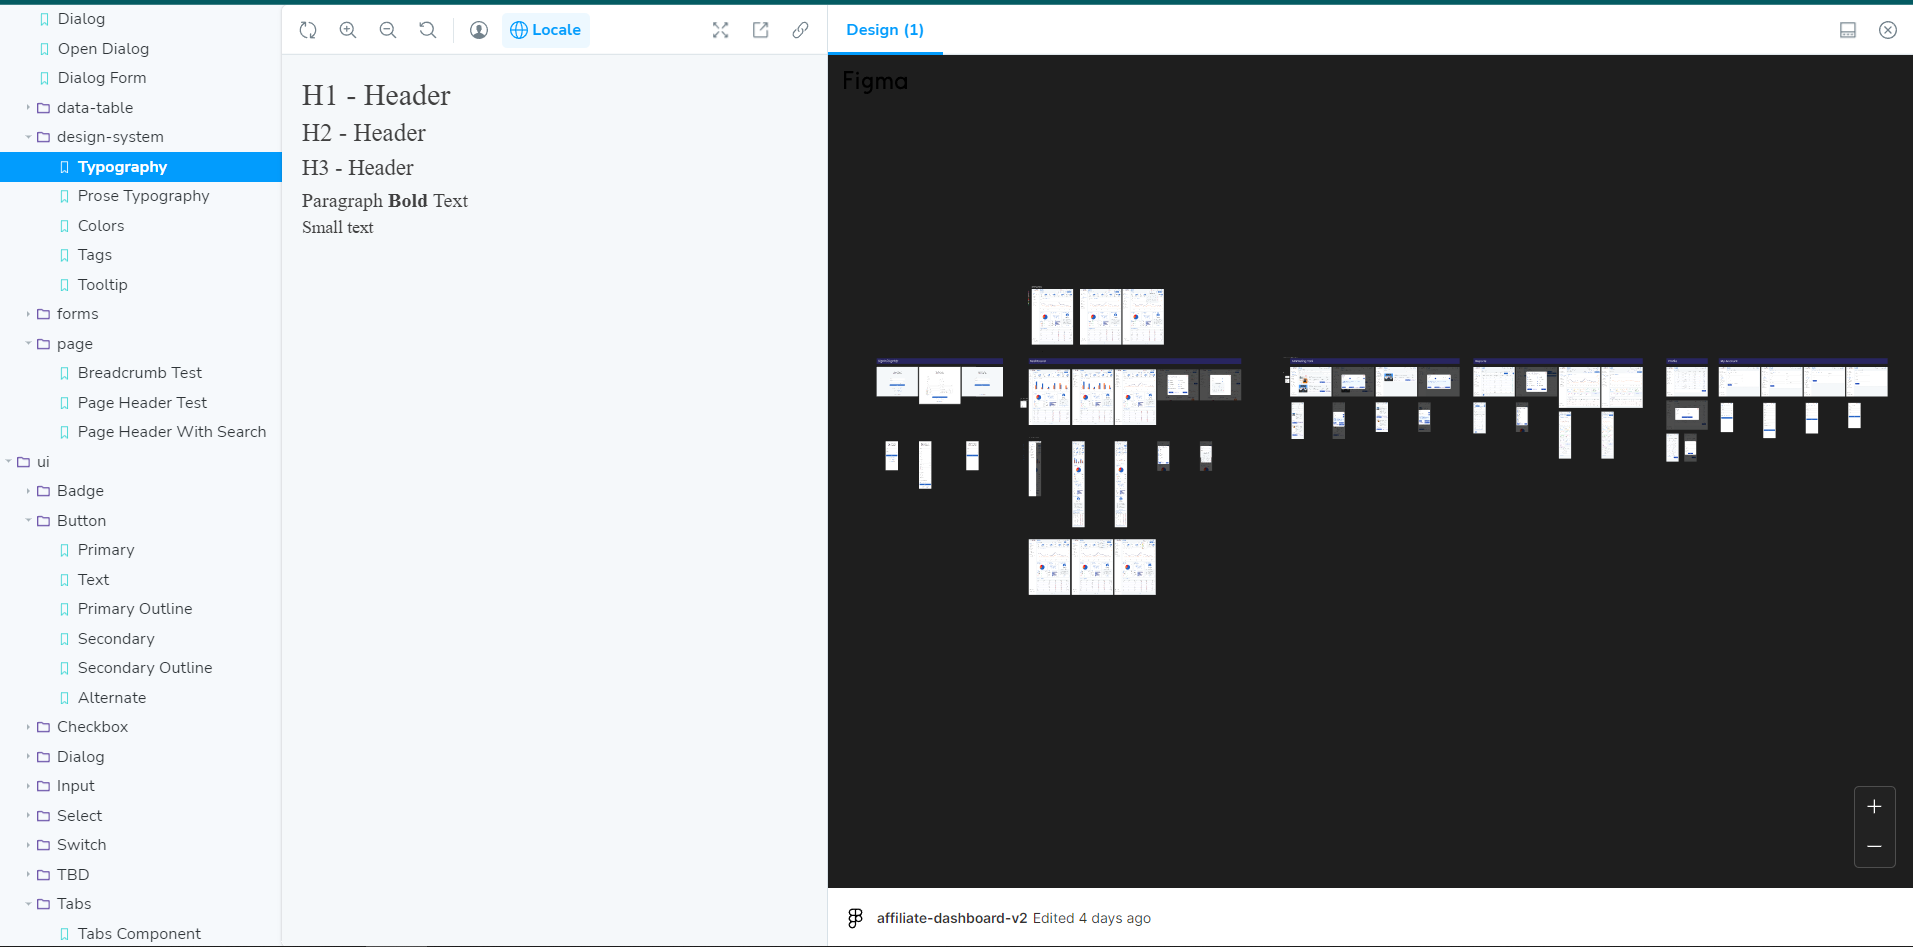 Dialog
Open Dialog
Dialog Form
data-table
design-system
Typography
Prose Typography
Colors
Tags
Tooltip
forms
page
Breadcrumb Test
Page Header Test
Page Header With Search
ui
Badge
Button
Primary
Text
Primary Outline
Secondary
Secondary Outline
Alternate
Checkbox
Dialog
Input
Select
Switch
TBD
Tabs
Tabs Component
Locale
H1 - Header
H2 - Header
H3 - Header
Paragraph Bold Text
Small text
Design (1)
Figma
affiliate-dashboard-v2 Edited 4 days ago